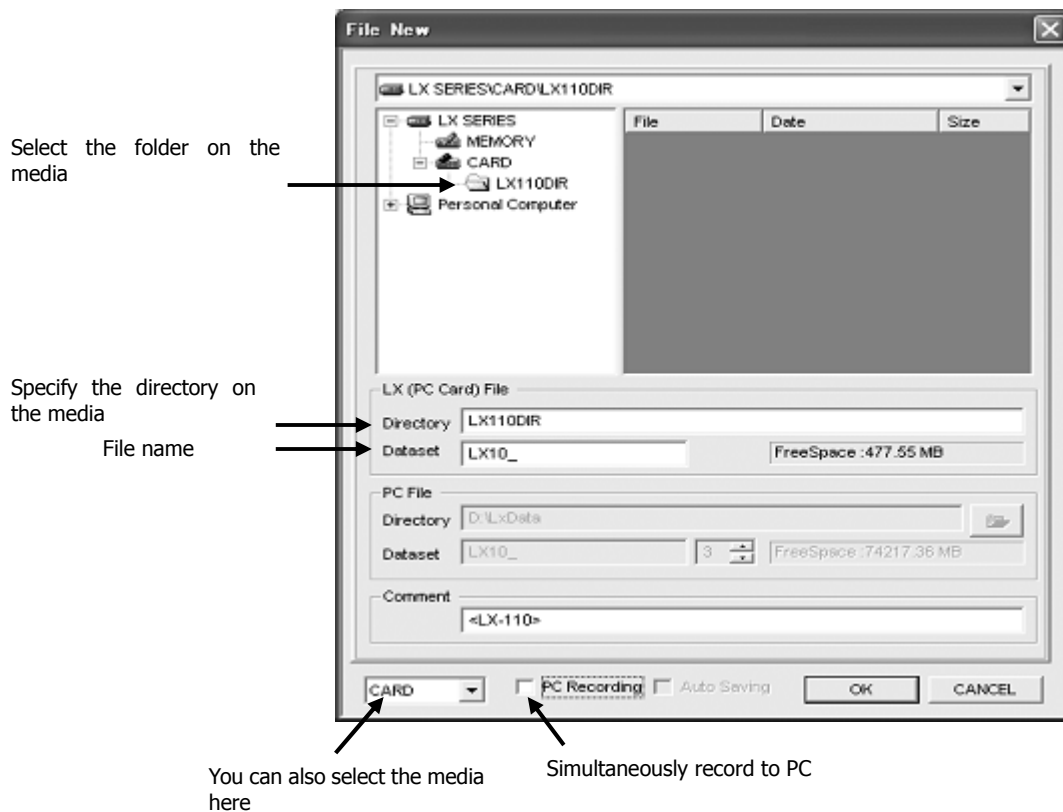 File New
LX SERIES\CARD\LX110DIR
LX SERIES
MEMORY
CARD
LX110DIR
Personal Computer
File Date Size
Select the folder on the
media
LX (PC Card) File
Specify the directory on
the media
Directory LX110DIR
File name
Dataset LX10_ FreeSpace :477.55 MB
PC File
Directory D:\LxData
Dataset LX10_ 3 FreeSpace :74217.36 MB
Comment
<LX-110>
CARD PC Recording Auto Saving OK CANCEL
You can also select the media
here
Simultaneously record to PC